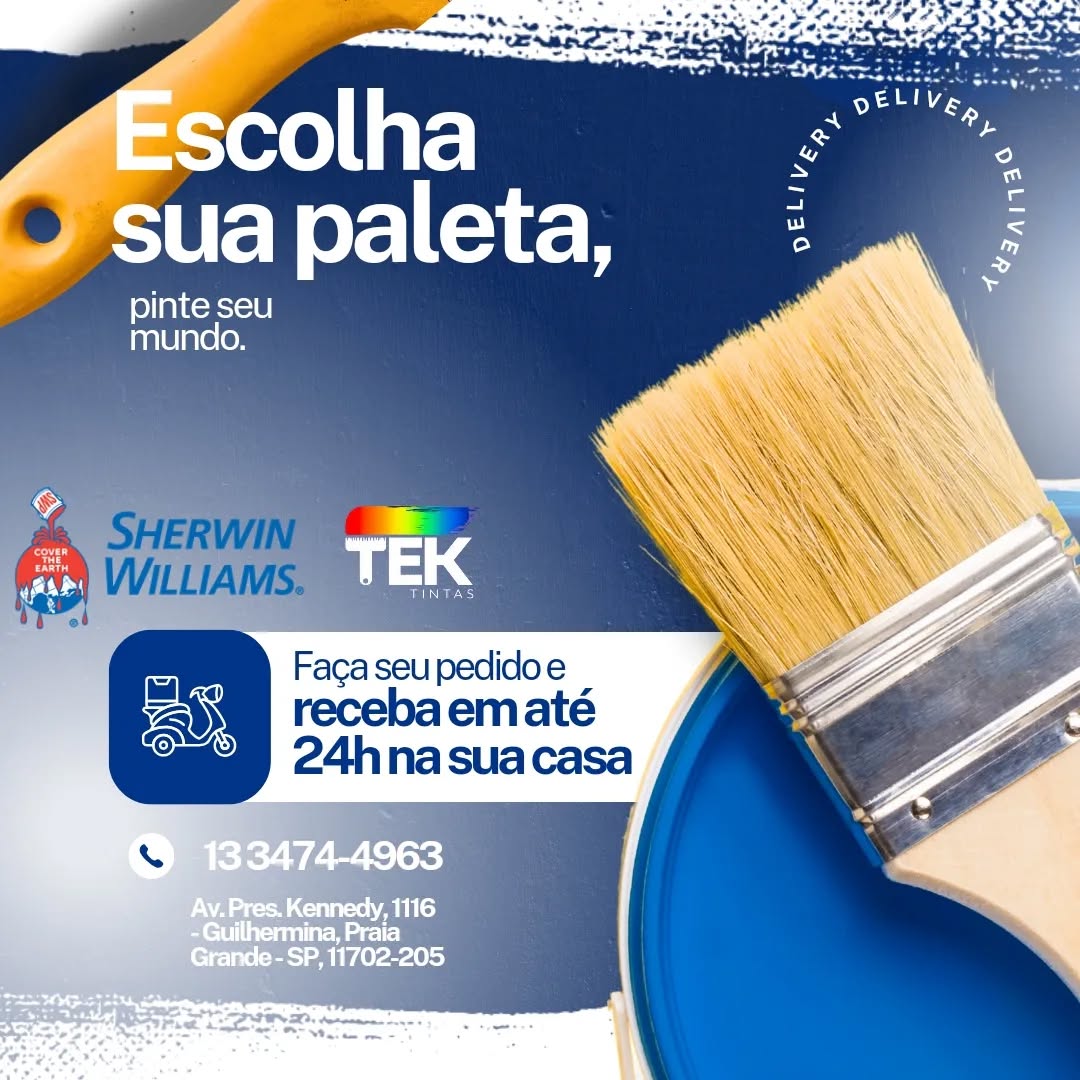 Escolha
sua paleta,
pinte seu
mundo.
DELIVERY DELIVERY DELIVERY
SWP
COVER
THE
EARTH
®
SHERWIN
WILLIAMS®
TEK
TINTAS
Faça seu pedido e
receba em até
24h na sua casa
13 3474-4963
Av. Pres. Kennedy, 1116
- Guilhermina, Praia
Grande - SP, 11702-205